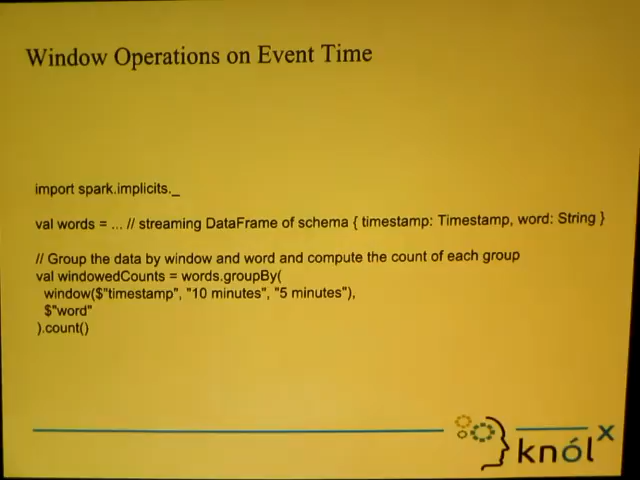 Window Operations on Event Time
import spark.implicits._
val words = ... // streaming DataFrame of schema { timestamp: Timestamp, word: String }
// Group the data by window and word and compute the count of each group
val windowedCounts = words.groupBy(
window($"timestamp", "10 minutes", "5 minutes"),
$"word"
).count()
knólx